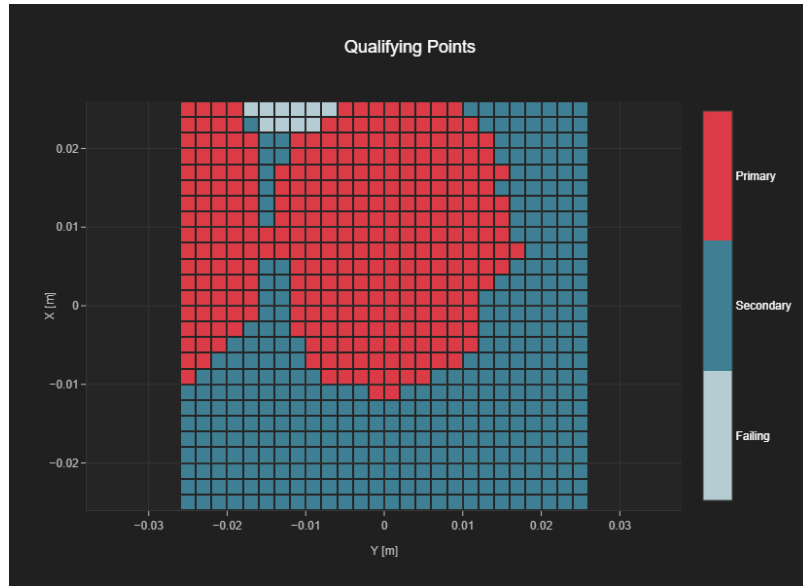 Qualifying Points
0.02
0.01
0
−0.01
−0.02
X [m]
−0.03
−0.02
−0.01
0
0.01
0.02
0.03
Y [m]
Primary
Secondary
Failing